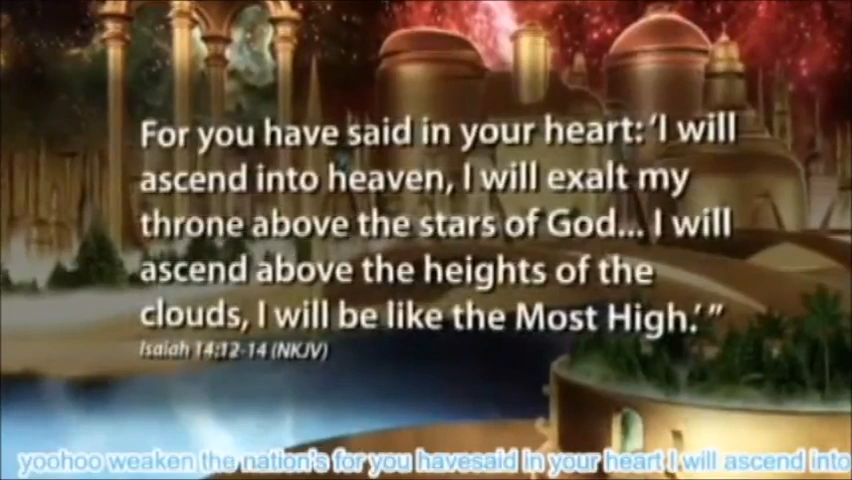 For you have said in your heart: ‘I will
ascend into heaven, I will exalt my
throne above the stars of God... I will
ascend above the heights of the
clouds, I will be like the Most High.’ ”
Isaiah 14:12-14 (NKJV)
yoohoo weaken the nation's for you havesaid in your heart I will ascend into